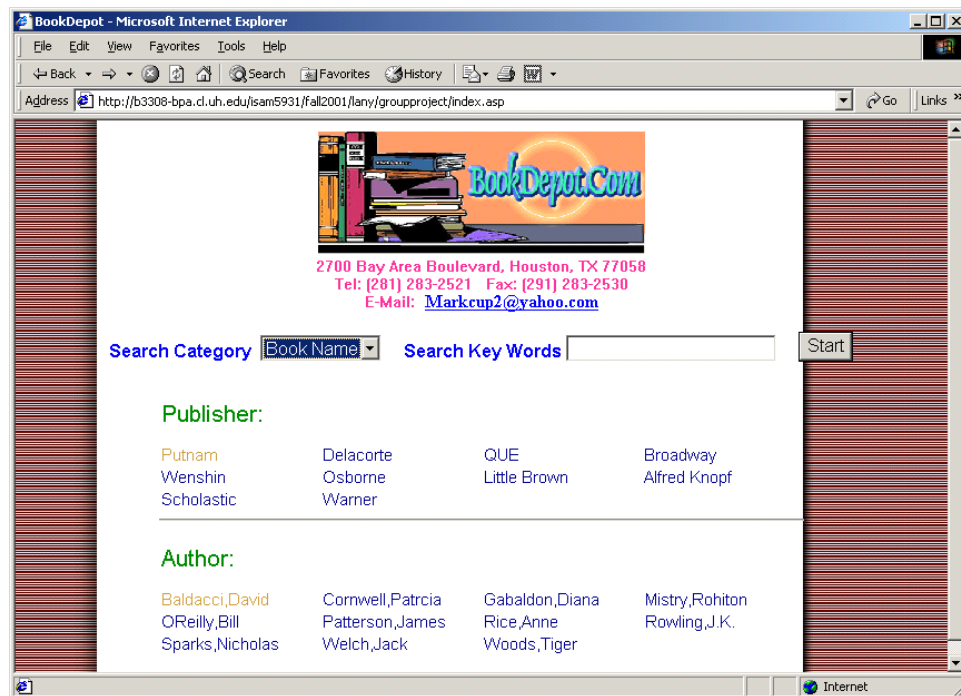 BookDepot - Microsoft Internet Explorer
File Edit View Favorites Tools Help
Back Search Favorites History
Address http://b3308-bpa.cl.uh.edu/isam5931/fall2001/lany/groupproject/index.asp Go Links »
BookDepot.Com
2700 Bay Area Boulevard, Houston, TX 77058
Tel: (281) 283-2521 Fax: (291) 283-2530
E-Mail: Markcup2@yahoo.com
Search Category Book Name Search Key Words Start
Publisher:
Putnam Delacorte QUE Broadway
Wenshin Osborne Little Brown Alfred Knopf
Scholastic Warner
Author:
Baldacci,David Cornwell,Patrcia Gabaldon,Diana Mistry,Rohiton
OReilly,Bill Patterson,James Rice,Anne Rowling,J.K.
Sparks,Nicholas Welch,Jack Woods,Tiger
Internet